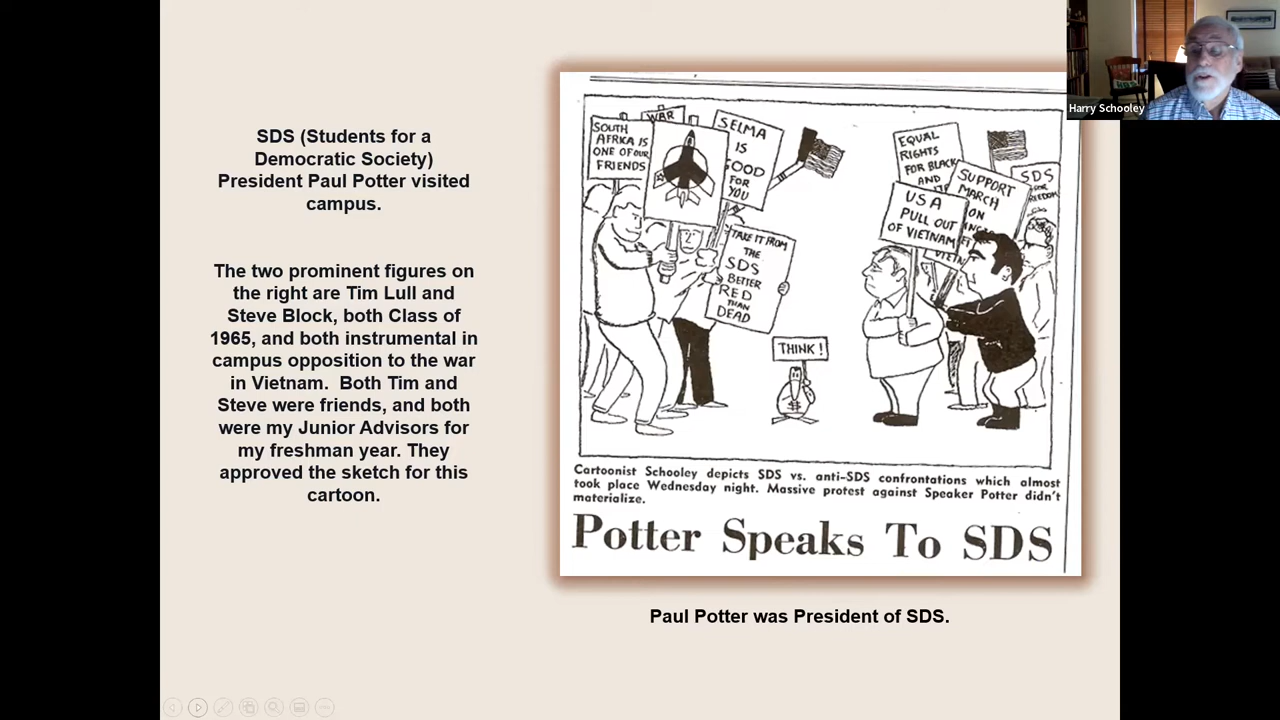 SDS (Students for a
Democratic Society)
President Paul Potter visited
campus.
The two prominent figures on
the right are Tim Lull and
Steve Block, both Class of
1965, and both instrumental in
campus opposition to the war
in Vietnam.  Both Tim and
Steve were friends, and both
were my Junior Advisors for
my freshman year. They
approved the sketch for this
cartoon.
SOUTH
AFRICA IS
ONE OF OUR
FRIENDS
WAR
SELMA
IS
GOOD
FOR
YOU
TAKE IT FROM
THE
SDS
BETTER
RED
THAN
DEAD
THINK!
EQUAL
RIGHTS
FOR BLACK
AND
USA
PULL OUT
OF VIETNAM
SUPPORT
MARCH
ON
SDS
FOR
FREEDOM
Cartoonist Schooley depicts SDS vs. anti-SDS confrontations which almost
took place Wednesday night. Massive protest against Speaker Potter didn't
materialize.
Potter Speaks To SDS
Paul Potter was President of SDS.
Harry Schooley